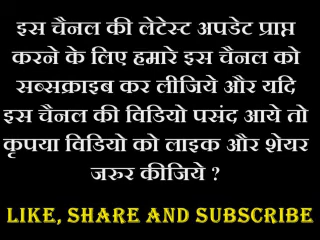 इस चैनल की लेटेस्ट अपडेट प्राप्त
करने के लिए हमारे इस चैनल को
सब्सक्राइब कर लीजिये और यदि
इस चैनल की विडियो पसंद आये तो
कृपया विडियो को लाइक और शेयर
जरुर कीजिये ?
LIKE, SHARE AND SUBSCRIBE